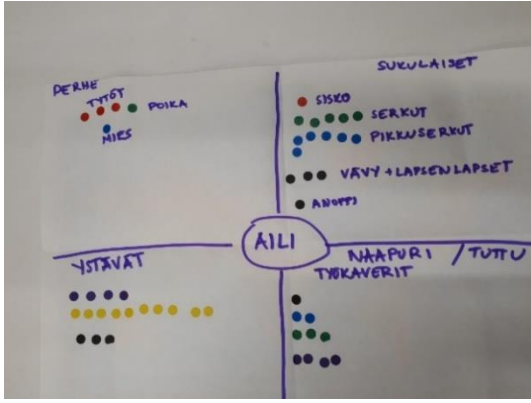 PERHE
TYTÖT
POIKA
MIES
SUKULAISET
SISKO
SERKUT
PIKKUSERKUT
VÄVY + LAPSENLAPSET
ANOPPI
AILI
YSTÄVÄT
NAAPURI / TUTTU
TYÖKAVERIT